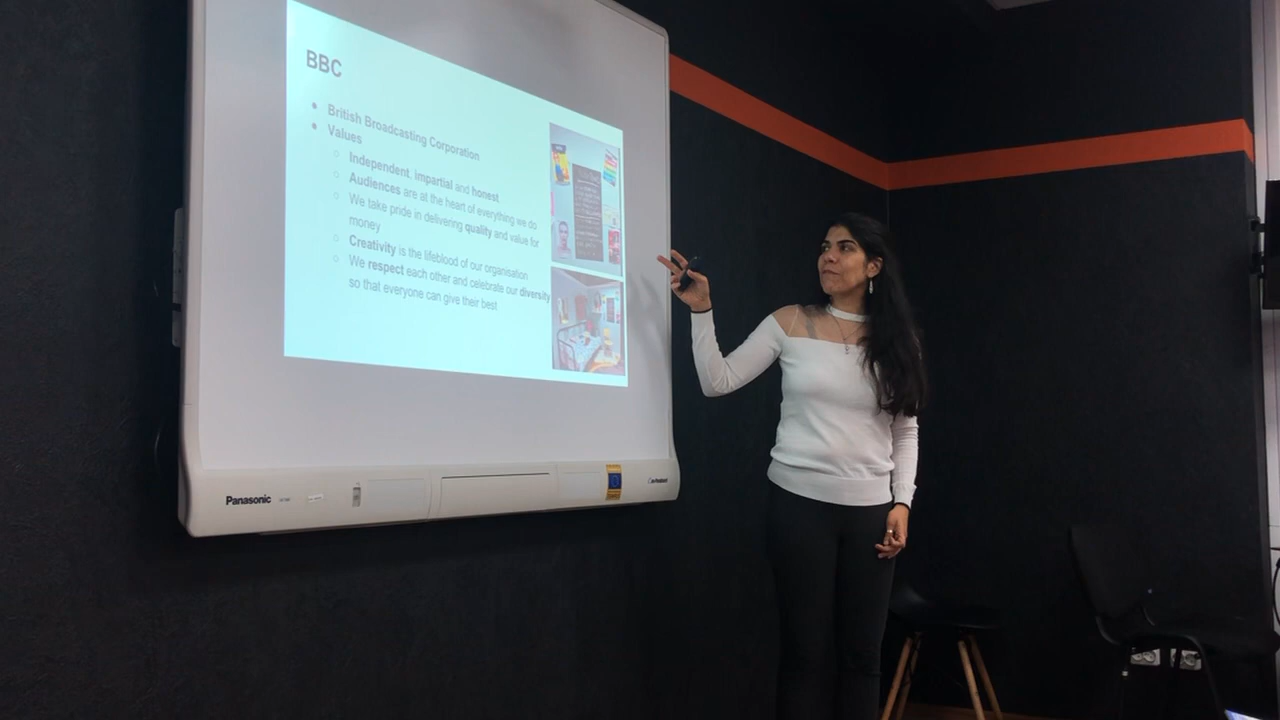 BBC
British Broadcasting Corporation
Values
Independent, impartial and honest
Audiences are at the heart of everything we do
We take pride in delivering quality and value for
money
Creativity is the lifeblood of our organisation
We respect each other and celebrate our diversity
so that everyone can give their best
Panasonic